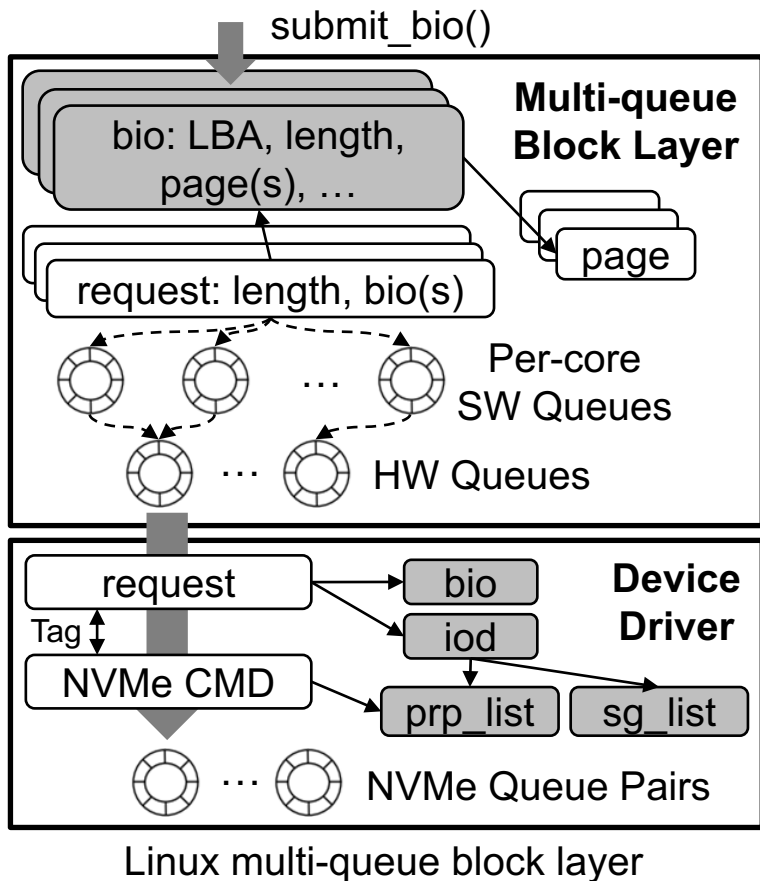 submit_bio()
Multi-queue
Block Layer
bio: LBA, length,
page(s), …
page
request: length, bio(s)
…
Per-core
SW Queues
…
HW Queues
request
bio
Device
Driver
Tag
iod
NVMe CMD
prp_list
sg_list
…
NVMe Queue Pairs
Linux multi-queue block layer